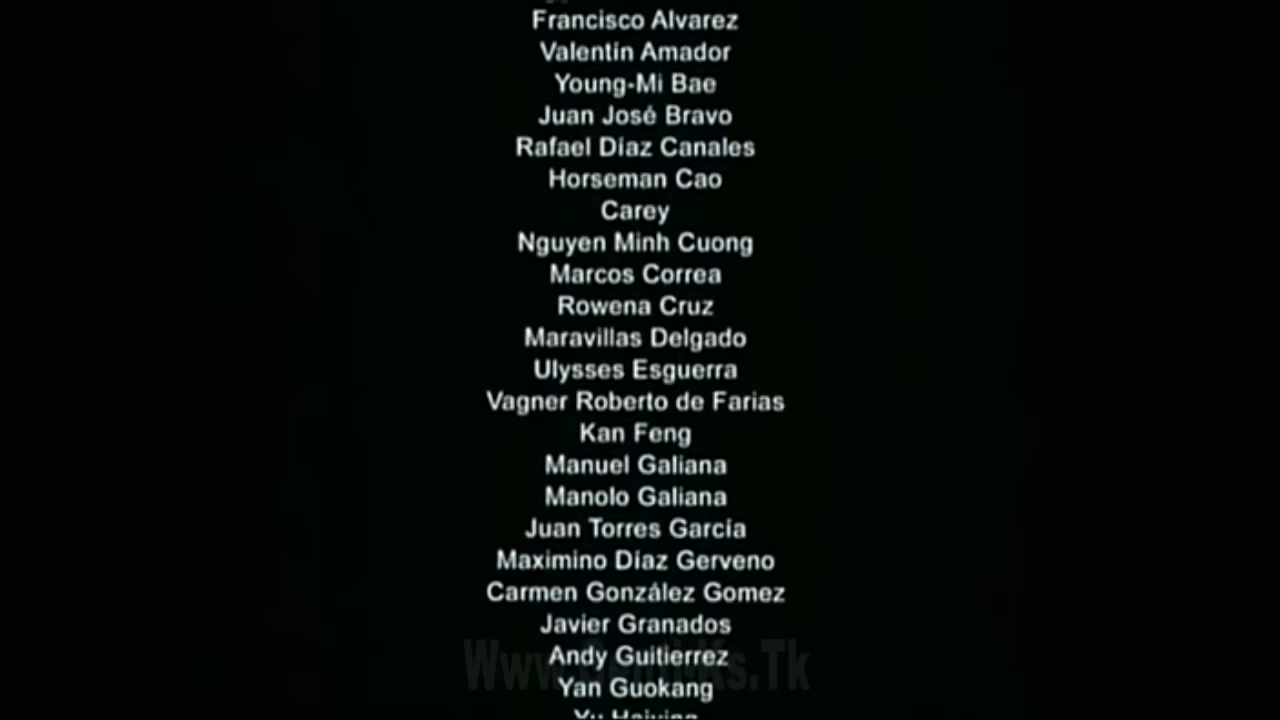 Francisco Alvarez
Valentin Amador
Young-Mi Bae
Juan José Bravo
Rafael Díaz Canales
Horseman Cao
Carey
Nguyen Minh Cuong
Marcos Correa
Rowena Cruz
Maravillas Delgado
Ulysses Esguerra
Vagner Roberto de Farias
Kan Feng
Manuel Galiana
Manolo Galiana
Juan Torres García
Maximino Díaz Gerveno
Carmen González Gomez
Javier Granados
Andy Guitierrez
Yan Guokang